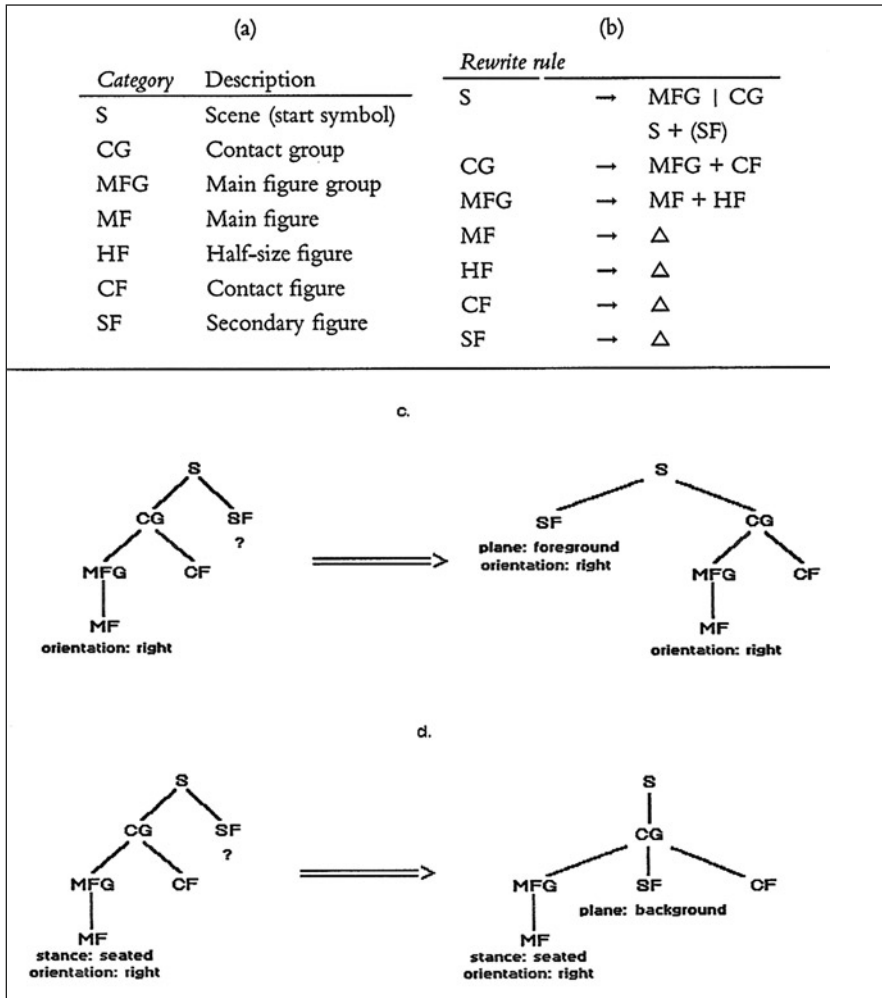 (a)
Category Description
S Scene (start symbol)
CG Contact group
MFG Main figure group
MF Main figure
HF Half-size figure
CF Contact figure
SF Secondary figure
(b)
Rewrite rule
S → MFG | CG
S + (SF)
CG → MFG + CF
MFG → MF + HF
MF → △
HF → △
CF → △
SF → △
c.
S
CG SF
?
MFG CF
MF
orientation: right
S
SF CG
plane: foreground
orientation: right
MFG CF
MF
orientation: right
d.
S
CG SF
?
MFG CF
MF
stance: seated
orientation: right
S
CG
MFG SF CF
plane: background
MF
stance: seated
orientation: right